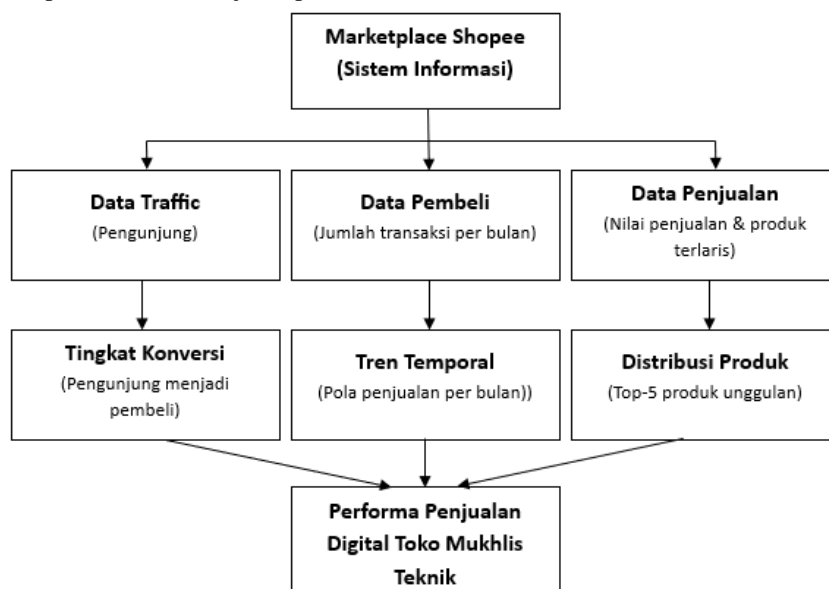 Marketplace Shopee
(Sistem Informasi)
Data Traffic
(Pengunjung)
Data Pembeli
(Jumlah transaksi per bulan)
Data Penjualan
(Nilai penjualan & produk
terlaris)
Tingkat Konversi
(Pengunjung menjadi
pembeli)
Tren Temporal
(Pola penjualan per bulan))
Distribusi Produk
(Top-5 produk unggulan)
Performa Penjualan
Digital Toko Mukhlis
Teknik